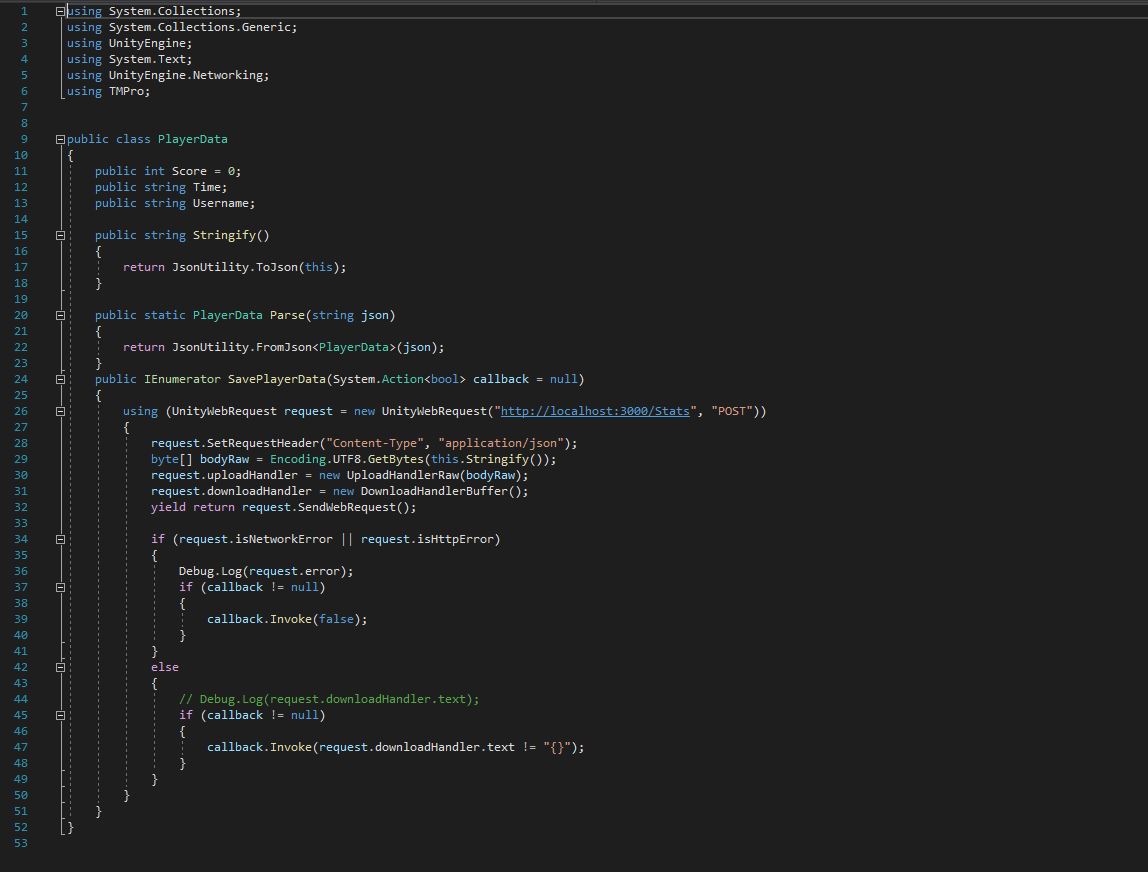 1 using System.Collections;
2 using System.Collections.Generic;
3 using UnityEngine;
4 using System.Text;
5 using UnityEngine.Networking;
6 using TMPro;
7
8
9 public class PlayerData
10 {
11     public int Score = 0;
12     public string Time;
13     public string Username;
14
15     public string Stringify()
16     {
17         return JsonUtility.ToJson(this);
18     }
19
20     public static PlayerData Parse(string json)
21     {
22         return JsonUtility.FromJson<PlayerData>(json);
23     }
24     public IEnumerator SavePlayerData(System.Action<bool> callback = null)
25     {
26         using (UnityWebRequest request = new UnityWebRequest("http://localhost:3000/Stats", "POST"))
27         {
28             request.SetRequestHeader("Content-Type", "application/json");
29             byte[] bodyRaw = Encoding.UTF8.GetBytes(this.Stringify());
30             request.uploadHandler = new UploadHandlerRaw(bodyRaw);
31             request.downloadHandler = new DownloadHandlerBuffer();
32             yield return request.SendWebRequest();
33
34             if (request.isNetworkError || request.isHttpError)
35             {
36                 Debug.Log(request.error);
37                 if (callback != null)
38                 {
39                     callback.Invoke(false);
40                 }
41             }
42             else
43             {
44                 // Debug.Log(request.downloadHandler.text);
45                 if (callback != null)
46                 {
47                     callback.Invoke(request.downloadHandler.text != "{}");
48                 }
49             }
50         }
51     }
52 }
53